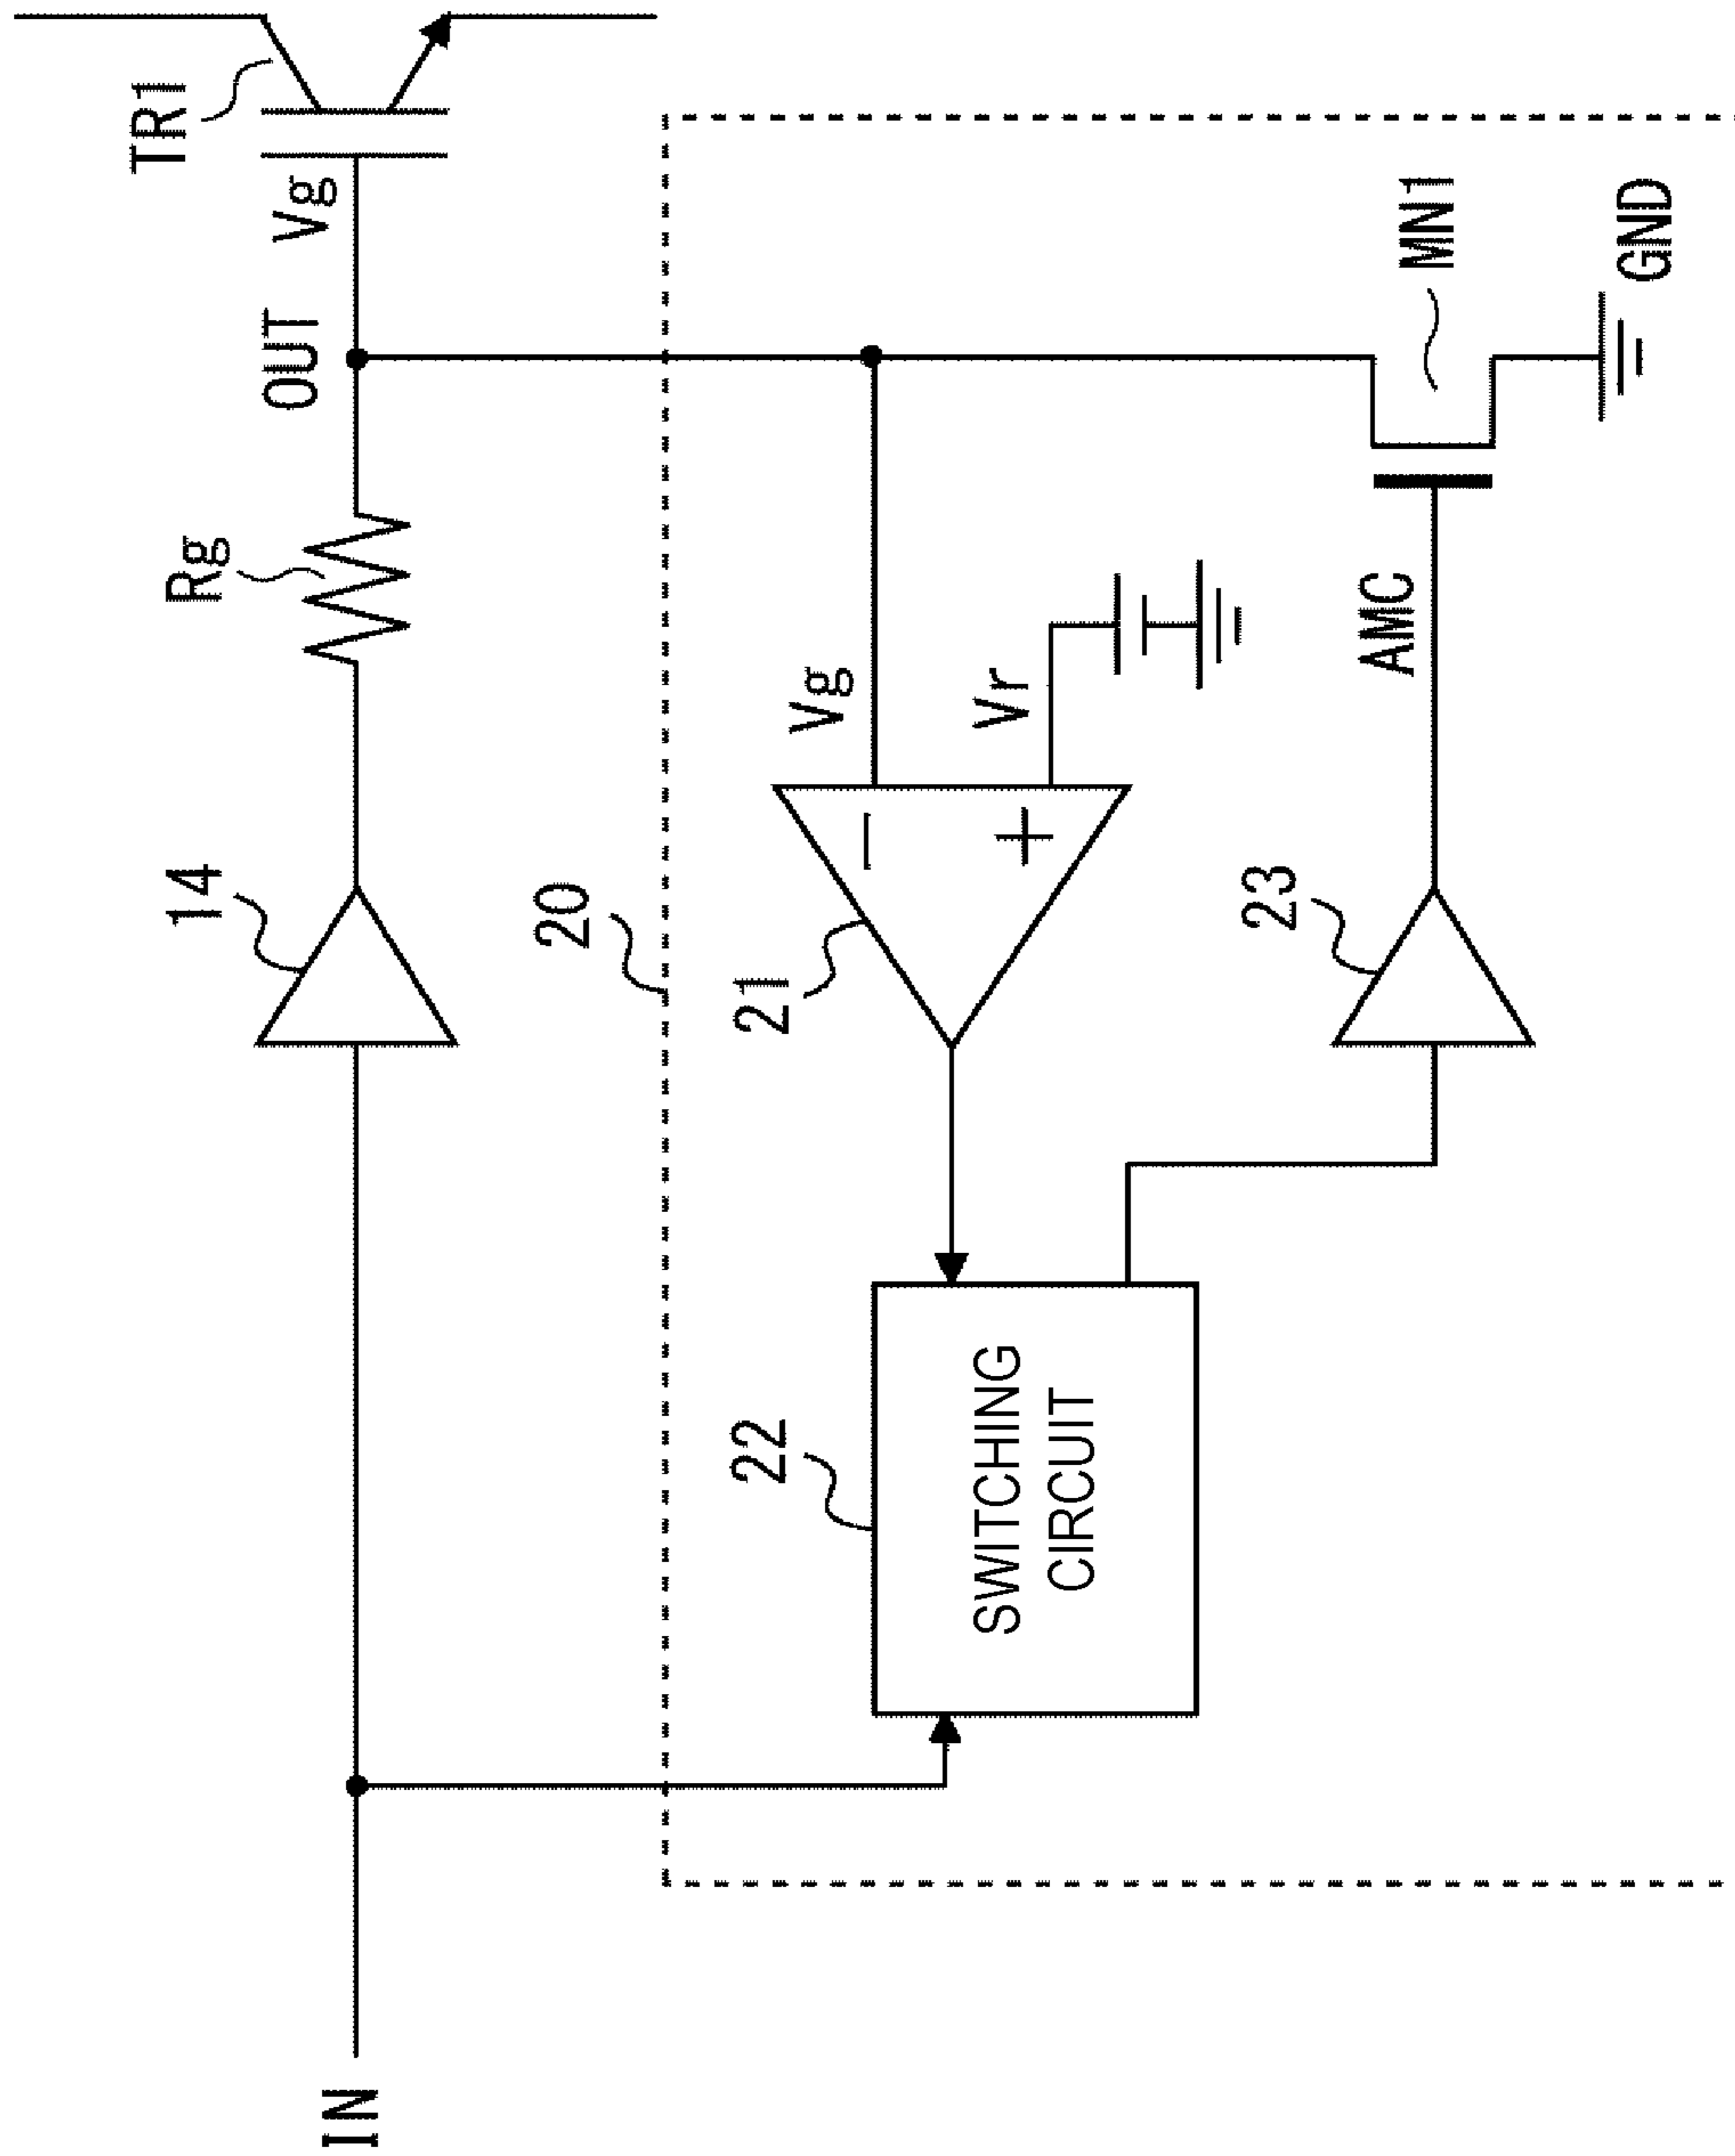 TR1
Vg
OUT
Rg
14
IN
20
Vg
Vr
21
22
SWITCHING
CIRCUIT
23
AMC
MN1
GND